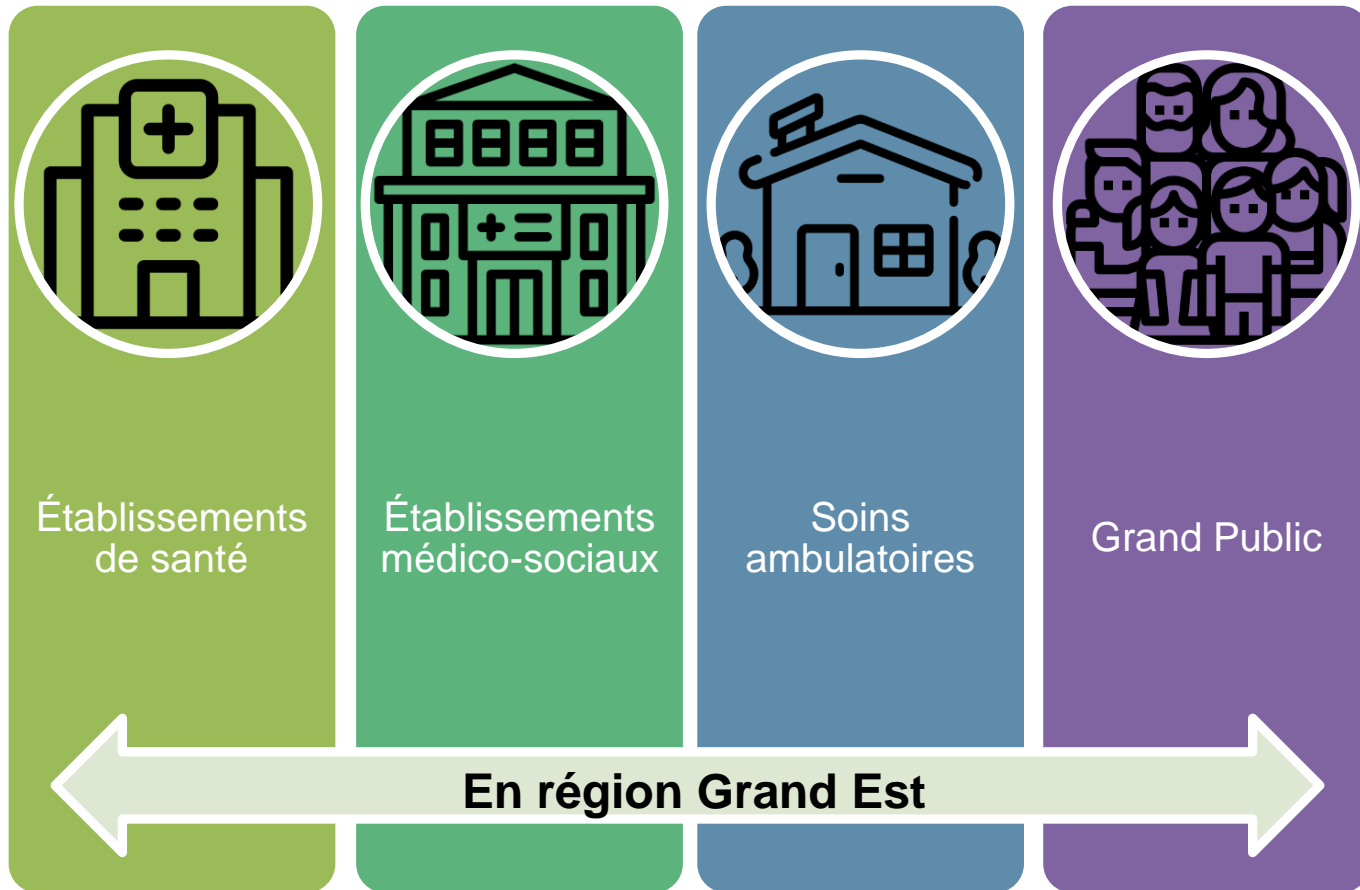 Établissements
de santé
Établissements
médico-sociaux
Soins
ambulatoires
Grand Public
En région Grand Est